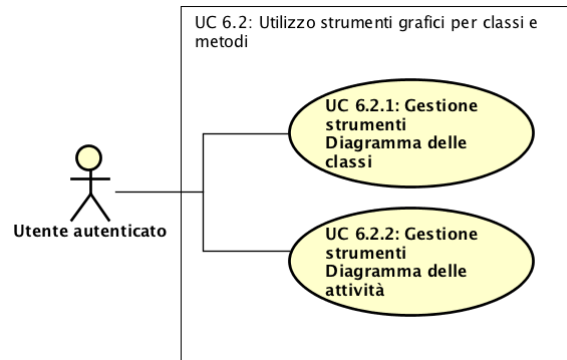 UC 6.2: Utilizzo strumenti grafici per classi e
metodi
UC 6.2.1: Gestione
strumenti
Diagramma delle
classi
Utente autenticato
UC 6.2.2: Gestione
strumenti
Diagramma delle
attività